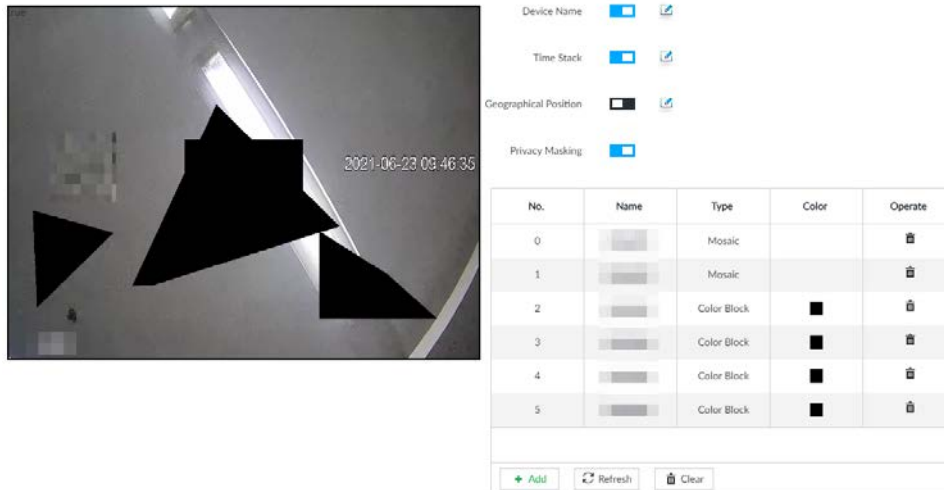 Device Name
Time Stack
Geographical Position
Privacy Masking
2021-06-23 09:46:35
No. Name Type Color Operate
0 Mosaic
1 Mosaic
2 Color Block
3 Color Block
4 Color Block
5 Color Block
+ Add Refresh Clear